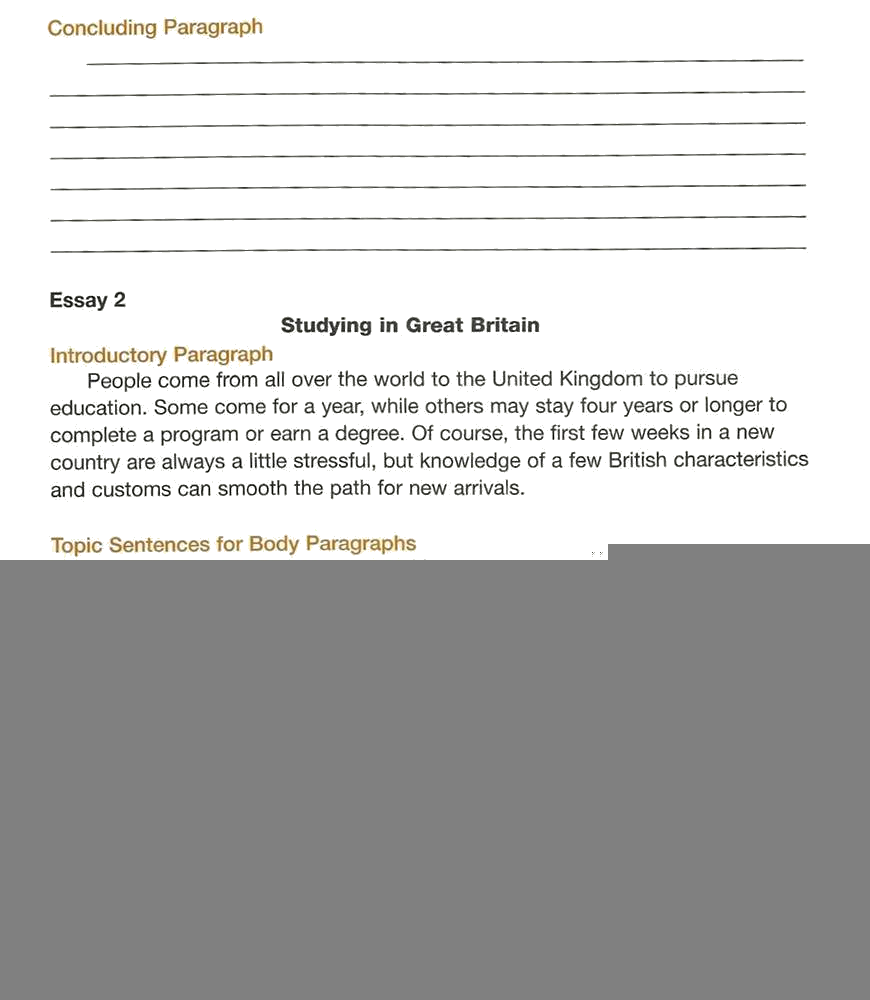 Concluding Paragraph
Essay 2
Studying in Great Britain
Introductory Paragraph
People come from all over the world to the United Kingdom to pursue
education. Some come for a year, while others may stay four years or longer to
complete a program or earn a degree. Of course, the first few weeks in a new
country are always a little stressful, but knowledge of a few British characteristics
and customs can smooth the path for new arrivals.
Topic Sentences for Body Paragraphs